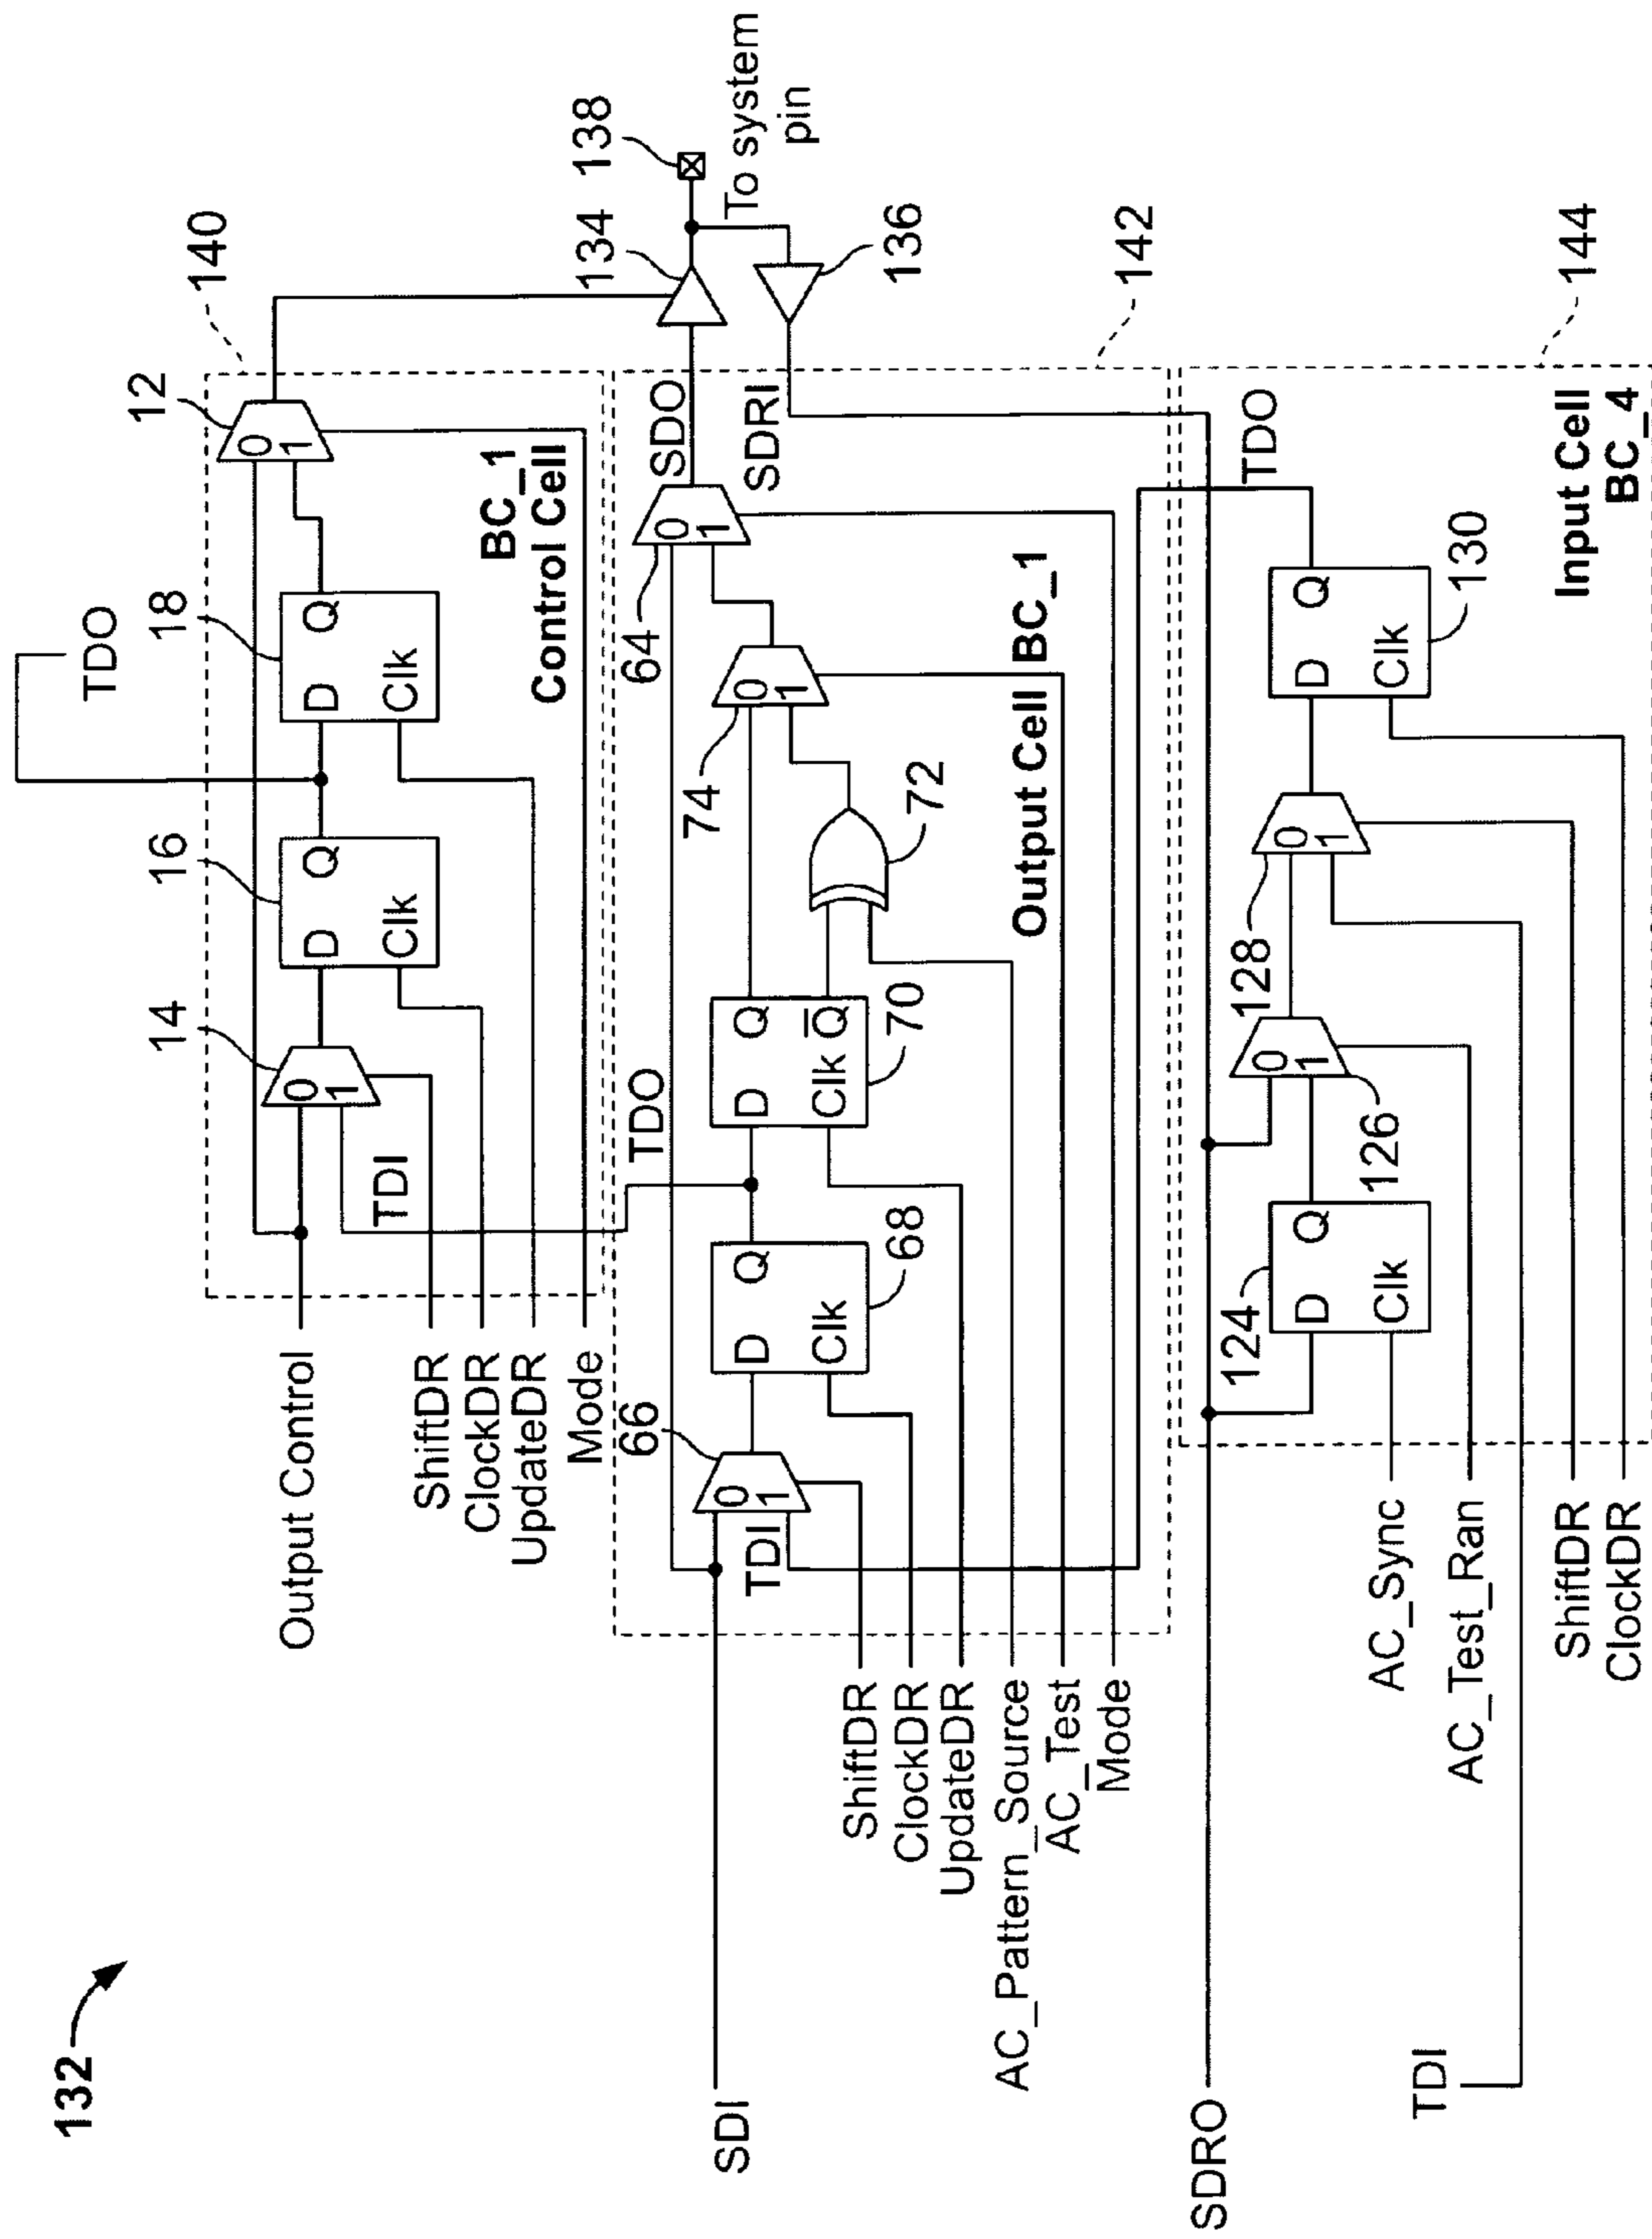 132
TDO
140
12
18
16
14
0
1
D Q
Clk
D Q
Clk
0
1
TDI
BC_1
Control Cell
Output Control
ShiftDR
ClockDR
UpdateDR
Mode
138
134
To system
pin
136
142
SDO
SDRI
64
0
1
74
0
1
72
Output Cell BC_1
TDO
D Q
Clk Q̅
70
D Q
Clk
68
66
0
1
TDI
SDI
ShiftDR
ClockDR
UpdateDR
AC_Pattern_Source
AC_Test
Mode
144
TDO
Input Cell
BC_4
D Q
Clk
130
128
0
1
0
1
126
124
D Q
Clk
SDRO
AC_Sync
AC_Test_Ran
TDI
ShiftDR
ClockDR